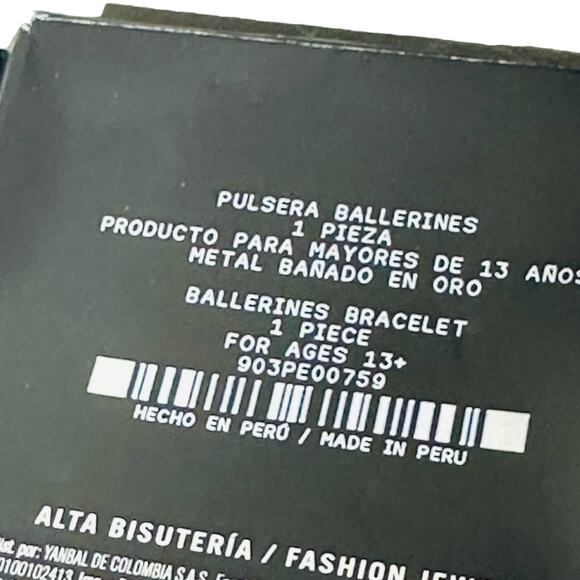 PULSERA BALLERINES
1 PIEZA
PRODUCTO PARA MAYORES DE 13 AÑOS
METAL BAÑADO EN ORO
BALLERINES BRACELET
1 PIECE
FOR AGES 13+
903PE00759
HECHO EN PERÚ / MADE IN PERU
ALTA BISUTERÍA / FASHION
por: YANBAL DE COLOMBIA S.A.S.
0100102413